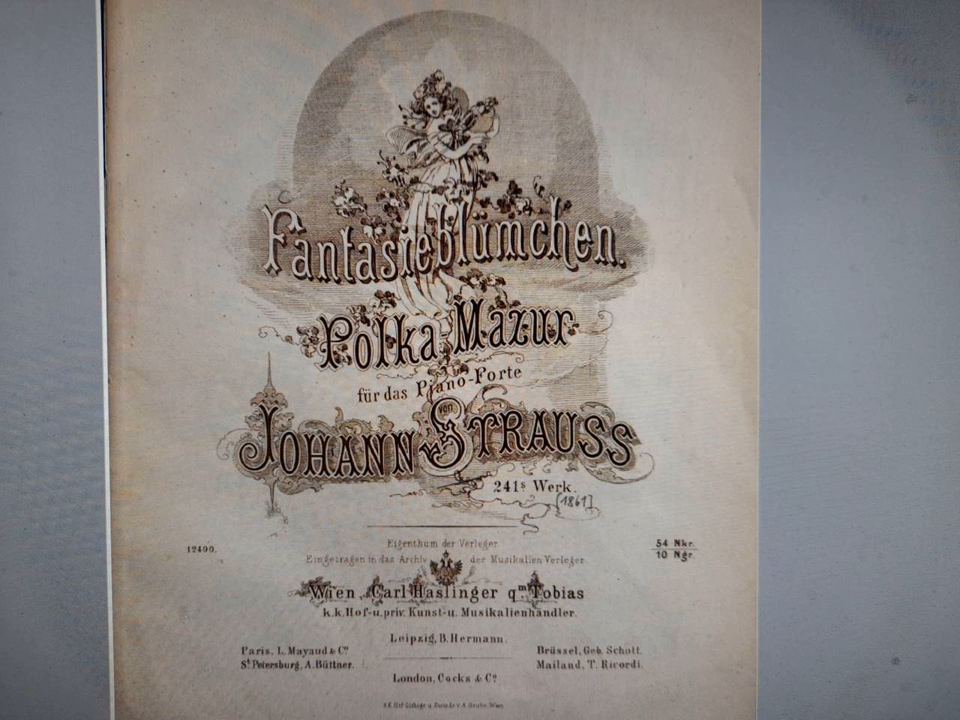 Fantasieblümchen.
Polka-Mazur
für das Piano-Forte
von
JOHANN STRAUSS
241s Werk.
[1861]
12490.
54 Nkr.
10 Ngr.
Eigenthum der Verleger.
Eingetragen in das Archiv der Musikalien Verleger.
Wien, Carl Haslinger qm Tobias
k.k. Hof-u. priv. Kunst-u. Musikalienhändler.
Leipzig, B. Hermann.
Paris, L. Mayaud & Co.
Brüssel, Geb. Schott.
St. Petersburg, A. Büttner.
Mailand, T. Ricordi.
London, Cocks & Co.
Wien